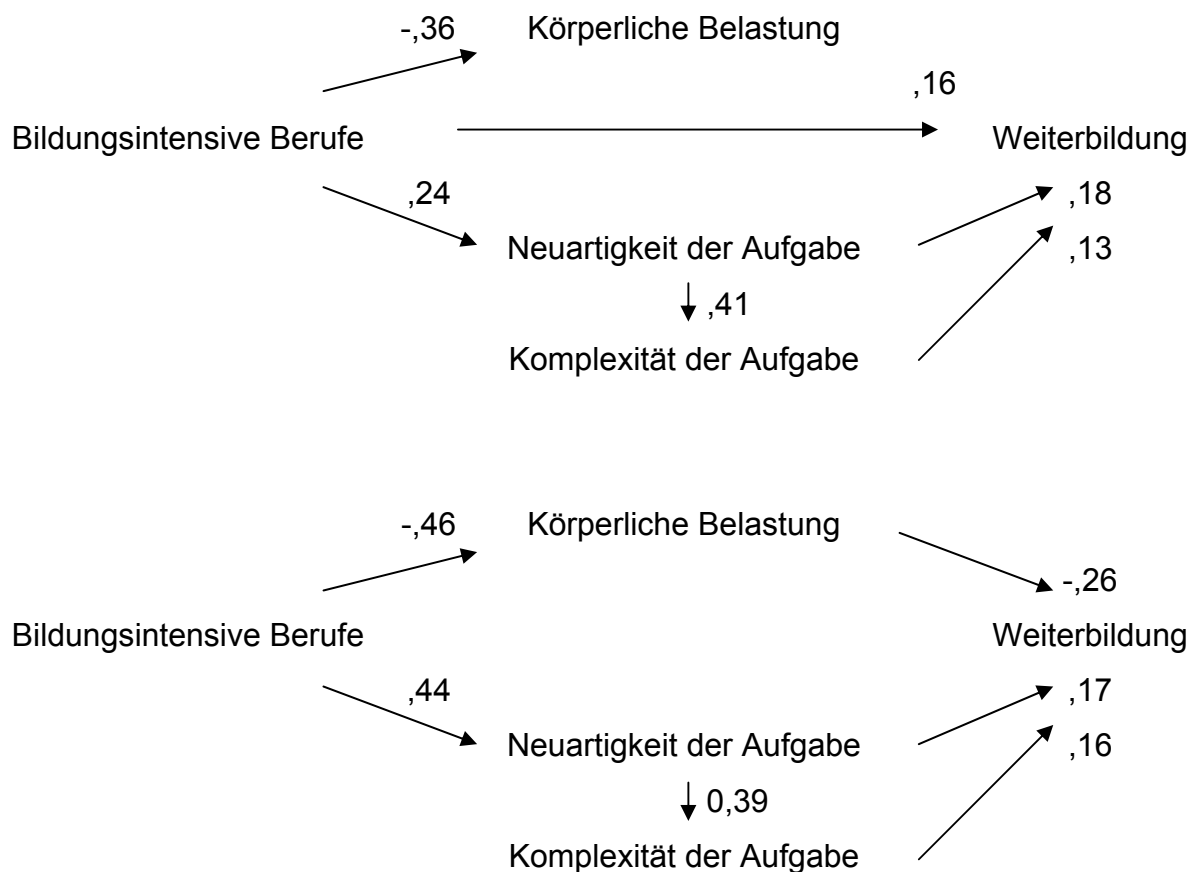 -,36 Körperliche Belastung
,16
Bildungsintensive Berufe Weiterbildung
,24 ,18
Neuartigkeit der Aufgabe ,13
,41
Komplexität der Aufgabe
-,46 Körperliche Belastung
-,26
Bildungsintensive Berufe Weiterbildung
,44 ,17
Neuartigkeit der Aufgabe ,16
0,39
Komplexität der Aufgabe